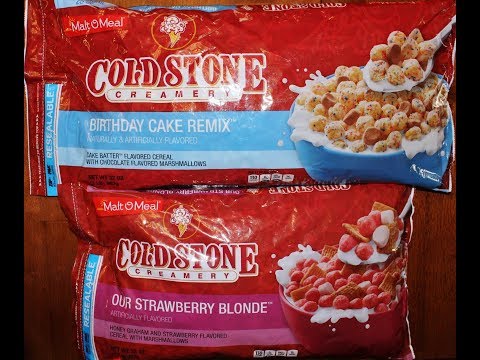 Malt O Meal
COLD STONE
CREAMERY
BIRTHDAY CAKE REMIX™
NATURALLY & ARTIFICIALLY FLAVORED
CAKE BATTER™ FLAVORED CEREAL
WITH CHOCOLATE FLAVORED MARSHMALLOWS
RESEALABLE
COLD STONE
Malt O Meal
COLD STONE
CREAMERY
OUR STRAWBERRY BLONDE™
ARTIFICIALLY FLAVORED
HONEY GRAHAM AND STRAWBERRY FLAVORED
CEREAL WITH MARSHMALLOWS
RESEALABLE